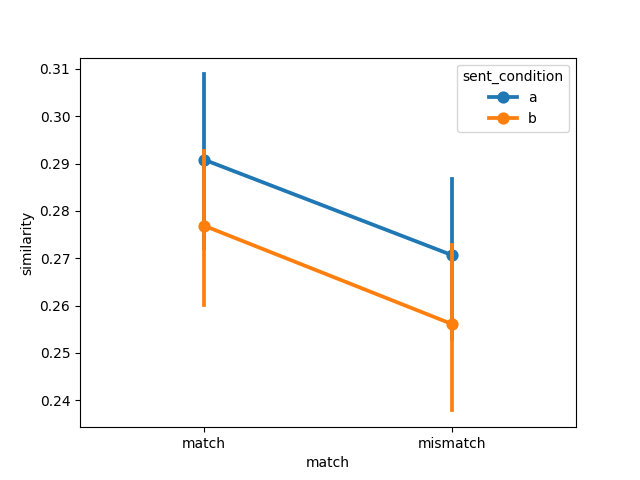 sent_condition
a
b
0.31
0.30
0.29
0.28
0.27
0.26
0.25
0.24
similarity
match
mismatch
match